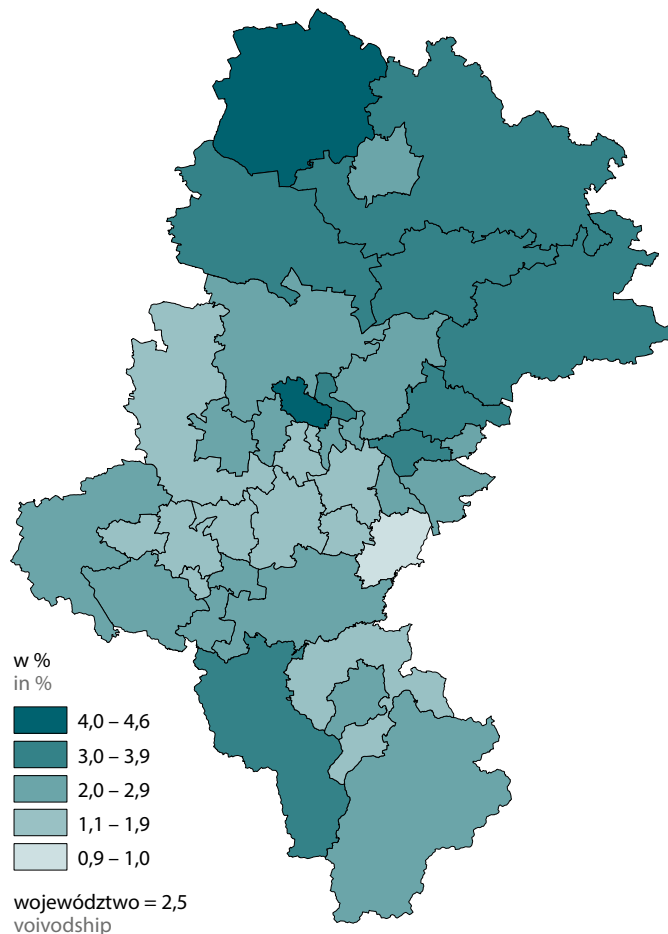 w %
in %
4,0 – 4,6
3,0 – 3,9
2,0 – 2,9
1,1 – 1,9
0,9 – 1,0
województwo = 2,5
voivodship